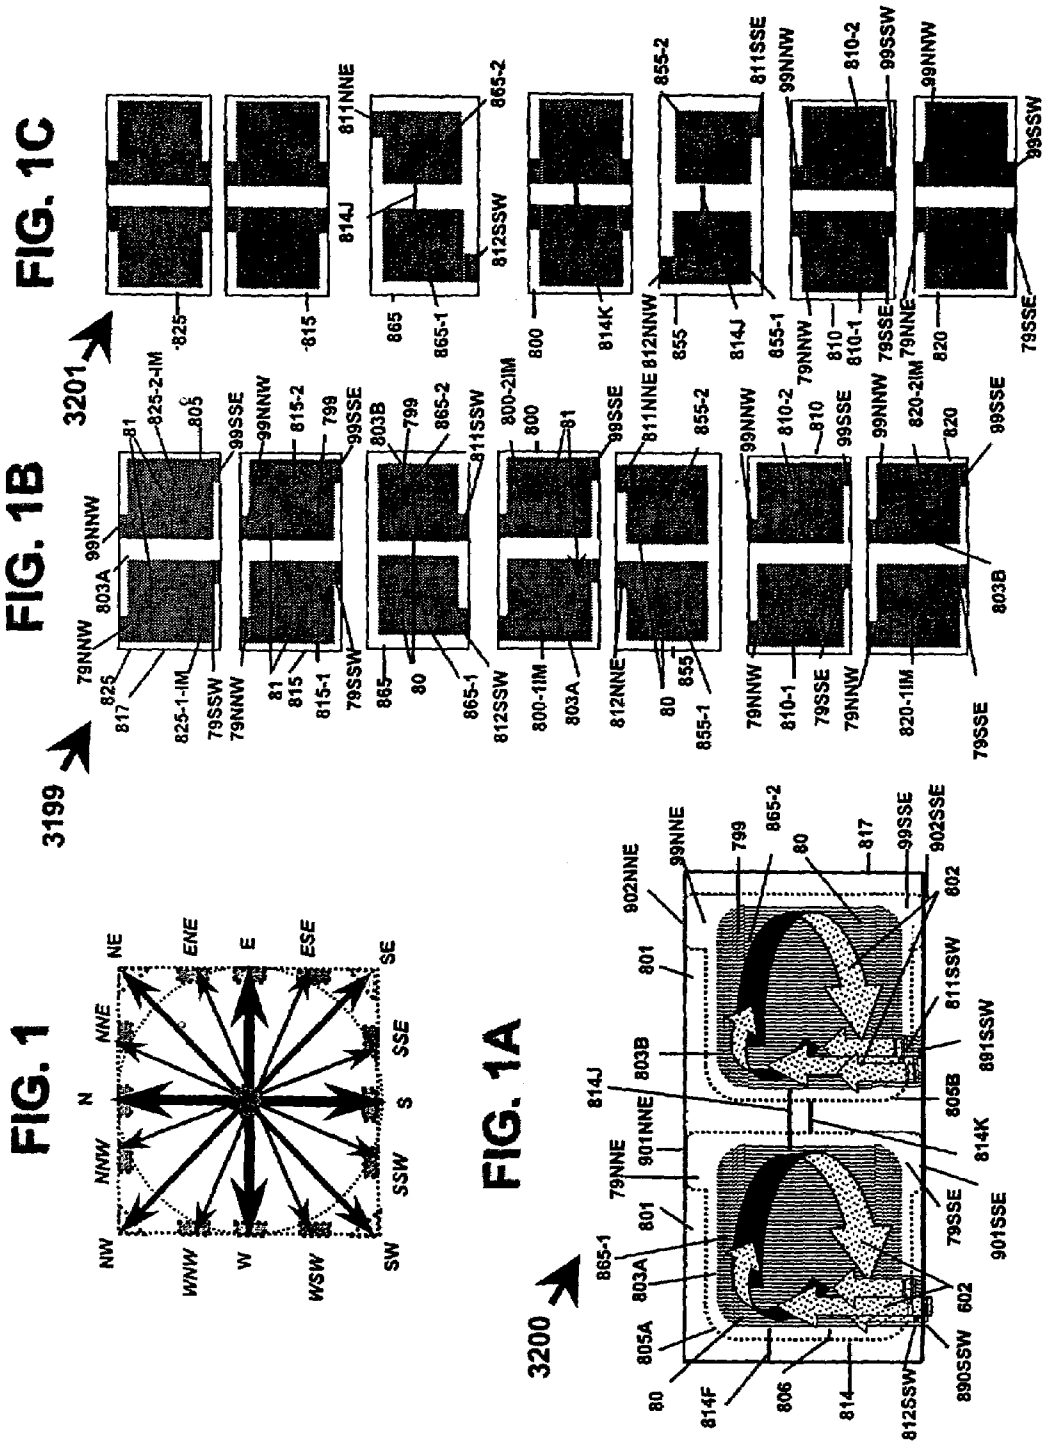 FIG. 1
N
NNE
NE
ENE
E
ESE
SE
SSE
S
SSW
SW
WSW
W
WNW
NW
NNW
FIG. 1A
3200
80
805A
803A
865-1
801
79NNE
901NNE
814J
803B
801
902NNE
99NNE
799
865-2
80
817
99SSE
902SSE
602
811SSW
891SSW
805B
814K
79SSE
901SSE
602
890SSW
812SSW
814
806
814F
FIG. 1B
3199
817
825
79NNW
803A
99NNW
81
825-2-IM
805
99SSE
825-1-IM
79SSW
79NNW
99NNW
815-2
799
99SSE
81
815
815-1
79SSW
803B
799
865-2
811SSW
865
80
865-1
812SSW
800-2IM
800
81
99SSE
800-1IM
803A
812NNE
811NNE
855-2
80
855
855-1
79NNW
99NNW
810-2
810
99SSE
810-1
79SSE
79NNW
99NNW
820-2IM
820
99SSE
820-1IM
803B
79SSE
FIG. 1C
3201
825
815
814J
811NNE
865-2
865
865-1
812SSW
800
814K
812NNW
855-2
811SSE
855
814J
855-1
99NNW
810-2
99SSW
79NNW
810
810-1
79SSE
79NNE
99NNW
820
99SSW
79SSE